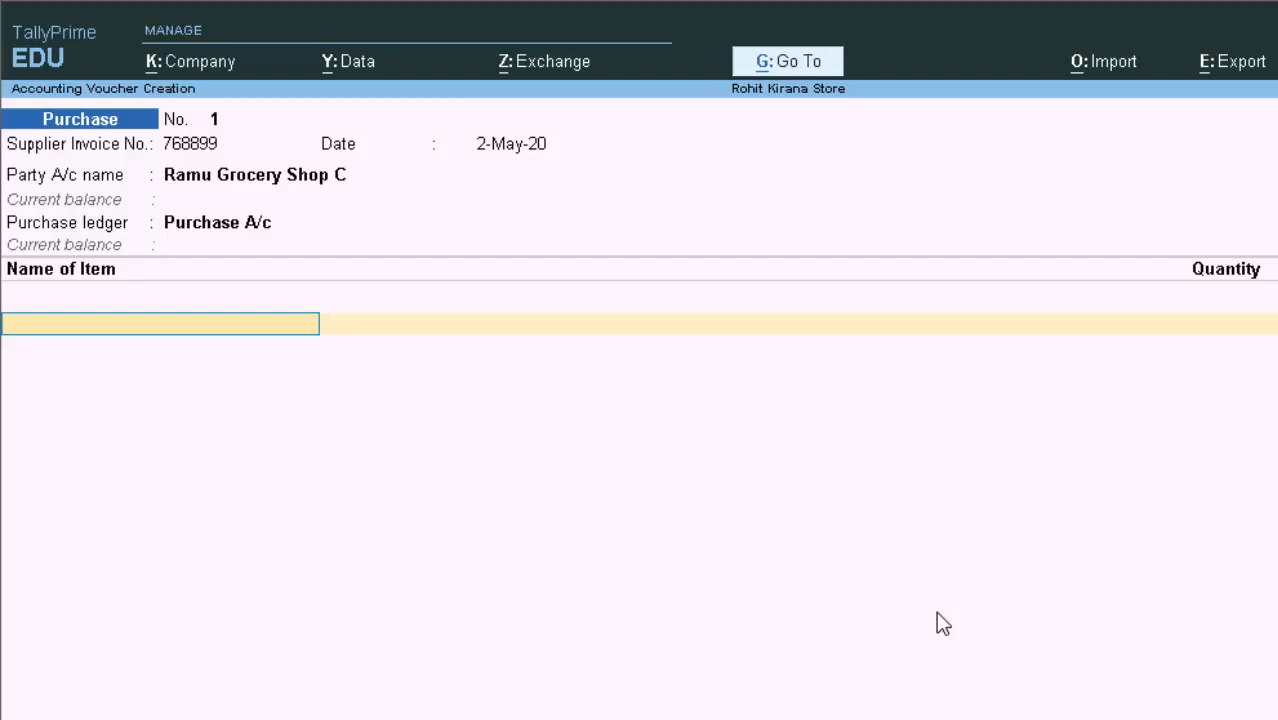 TallyPrime
EDU
MANAGE
K: Company Y: Data Z: Exchange G: Go To O: Import E: Export
Accounting Voucher Creation Rohit Kirana Store
Purchase No. 1
Supplier Invoice No.: 768899 Date : 2-May-20
Party A/c name : Ramu Grocery Shop C
Current balance :
Purchase ledger : Purchase A/c
Current balance :
Name of Item Quantity